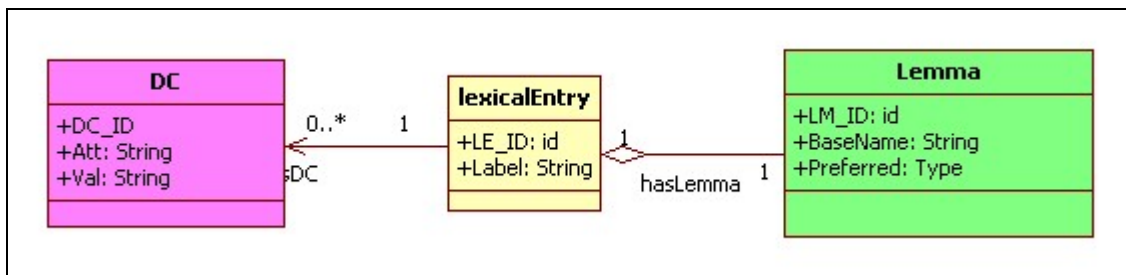 DC
+DC_ID
+Att: String
+Val: String
0..*
1
sDC
lexicalEntry
+LE_ID: id
+Label: String
1
hasLemma
1
Lemma
+LM_ID: id
+BaseName: String
+Preferred: Type